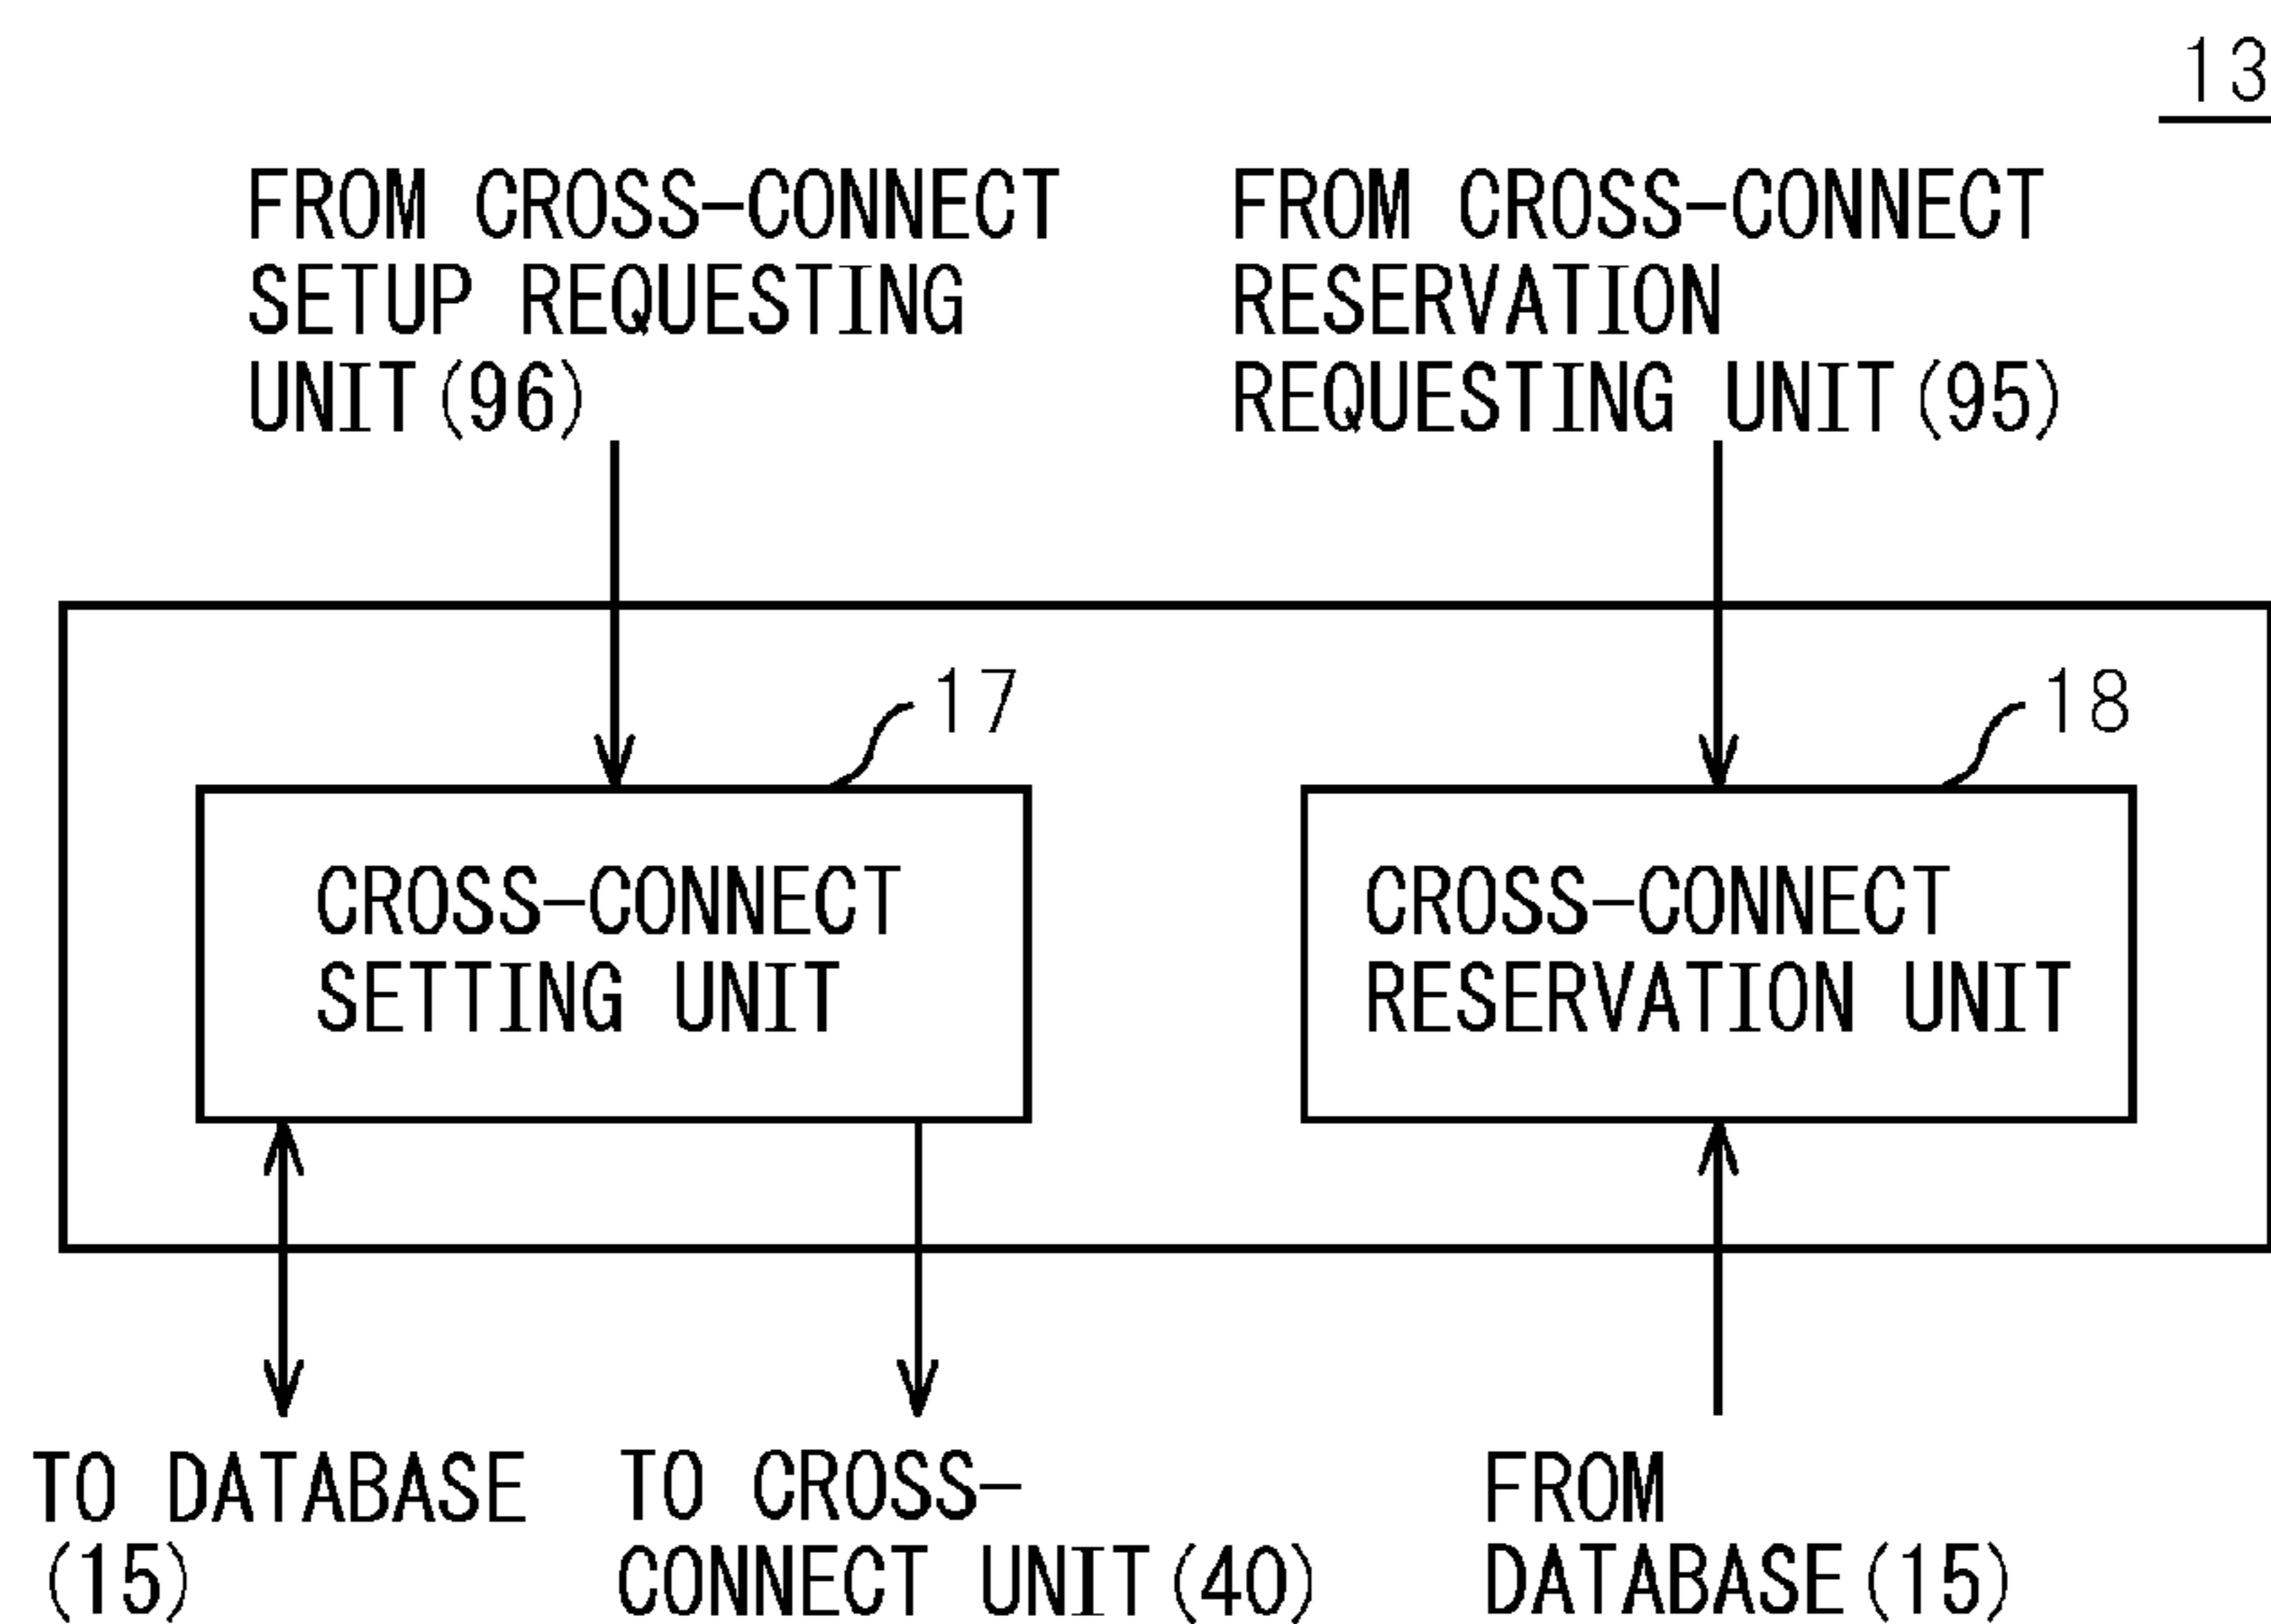 13
FROM CROSS-CONNECT
SETUP REQUESTING
UNIT(96)
FROM CROSS-CONNECT
RESERVATION
REQUESTING UNIT(95)
17
18
CROSS-CONNECT
SETTING UNIT
CROSS-CONNECT
RESERVATION UNIT
TO DATABASE
(15)
TO CROSS-
CONNECT UNIT(40)
FROM
DATABASE(15)